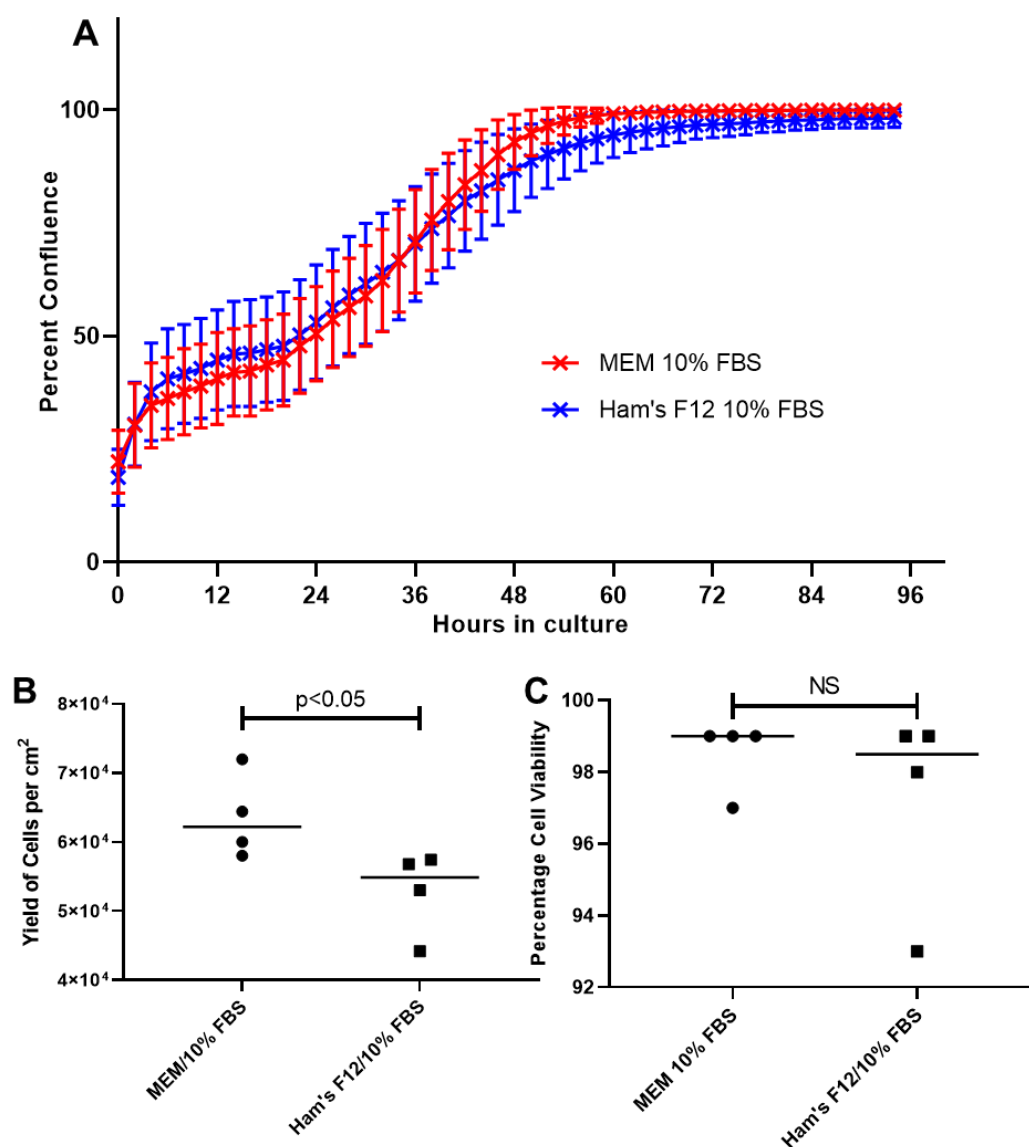 A
100
50
0
Percent Confluence
MEM 10% FBS
Ham's F12 10% FBS
0 12 24 36 48 60 72 84 96
Hours in culture
B
p<0.05
8×10⁴
7×10⁴
6×10⁴
5×10⁴
4×10⁴
Yield of Cells per cm²
MEM/10% FBS
Ham's F12/10% FBS
C
NS
100
98
96
94
92
Percentage Cell Viability
MEM 10% FBS
Ham's F12/10% FBS